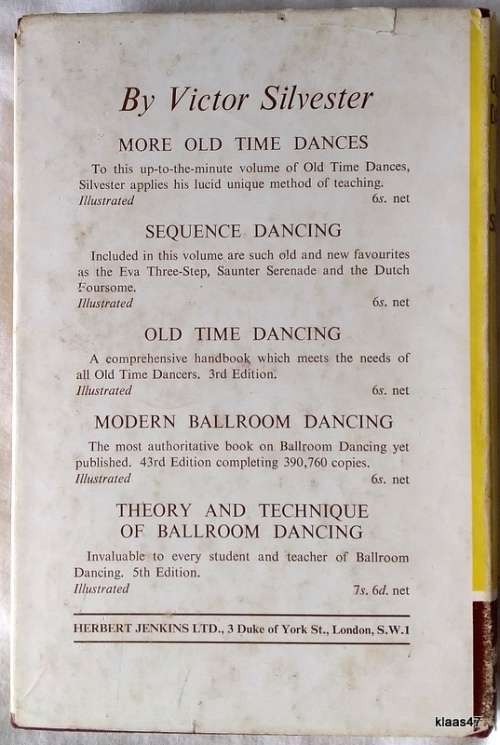 By Victor Silvester
MORE OLD TIME DANCES
To this up-to-the-minute volume of Old Time Dances,
Silvester applies his lucid unique method of teaching.
Illustrated 6s. net
SEQUENCE DANCING
Included in this volume are such old and new favourites
as the Eva Three-Step, Saunter Serenade and the Dutch
Foursome.
Illustrated 6s. net
OLD TIME DANCING
A comprehensive handbook which meets the needs of
all Old Time Dancers. 3rd Edition.
Illustrated 6s. net
MODERN BALLROOM DANCING
The most authoritative book on Ballroom Dancing yet
published. 43rd Edition completing 390,760 copies.
Illustrated 6s. net
THEORY AND TECHNIQUE
OF BALLROOM DANCING
Invaluable to every student and teacher of Ballroom
Dancing. 5th Edition.
Illustrated 7s. 6d. net
HERBERT JENKINS LTD., 3 Duke of York St., London, S.W.1
klaas47